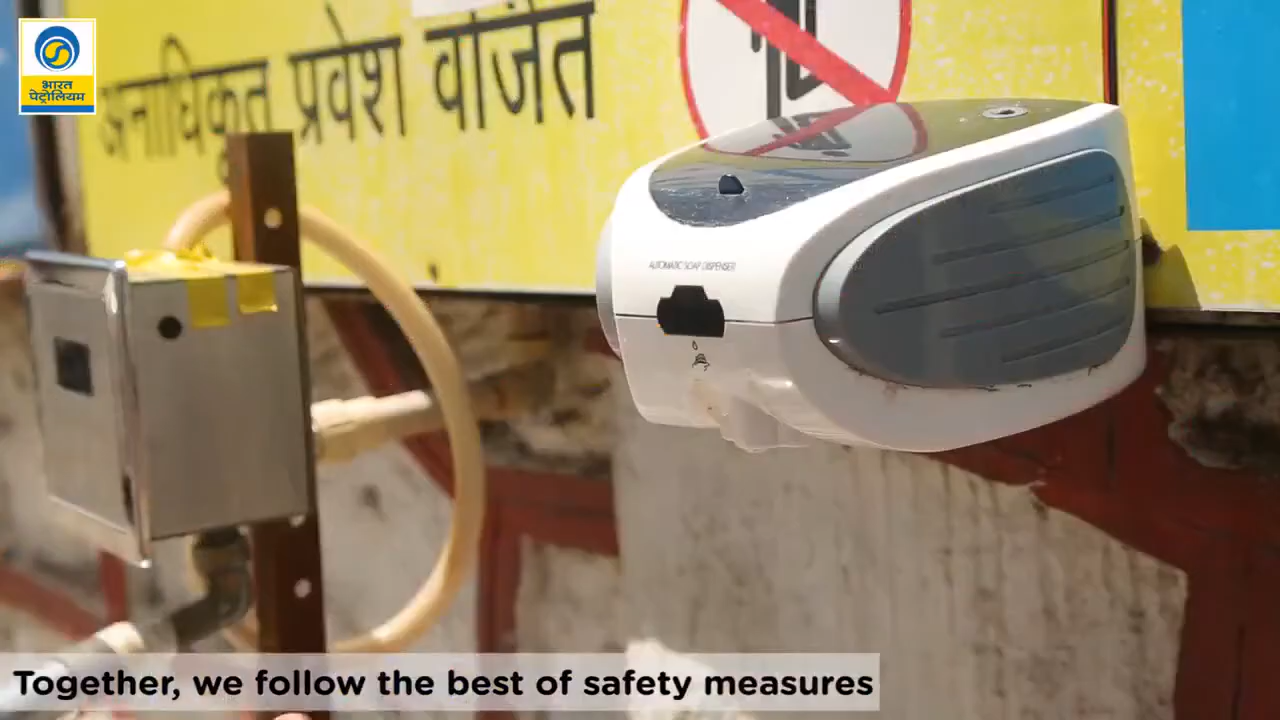 भारत
पेट्रोलियम
अनाधिकृत प्रवेश वर्जित
AUTOMATIC SOAP DISPENSER
Together, we follow the best of safety measures